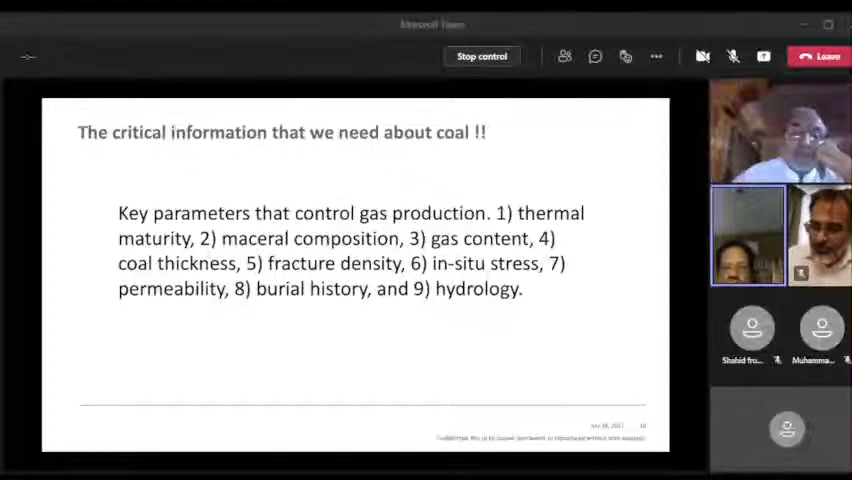 Microsoft Teams
Stop control
Leave
The critical information that we need about coal !!
Key parameters that control gas production. 1) thermal
maturity, 2) maceral composition, 3) gas content, 4)
coal thickness, 5) fracture density, 6) in-situ stress, 7)
permeability, 8) burial history, and 9) hydrology.
Shahid fro...
Muhamma...